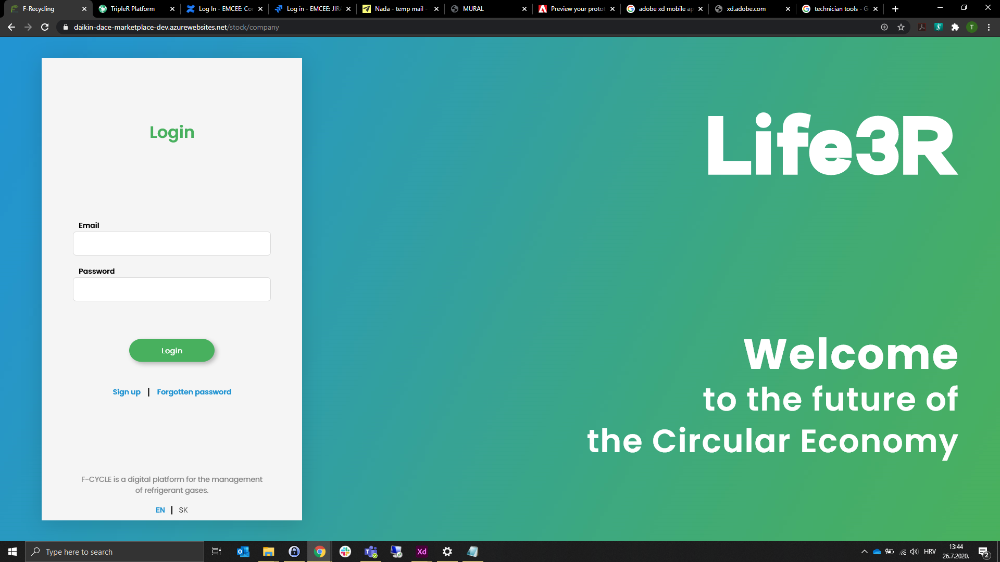 F-Recycling
TripleR Platform
Log In - EMCEE: Con
Log in - EMCEE: JIRA
Nada - temp mail -
MURAL
Preview your protot
adobe xd mobile ap
xd.adobe.com
technician tools - G
daikin-dace-marketplace-dev.azurewebsites.net/stock/company
T
Login
Email
Password
Login
Sign up | Forgotten password
F-CYCLE is a digital platform for the management
of refrigerant gases.
EN | SK
Life3R
Welcome
to the future of
the Circular Economy
Type here to search
Xd
HRV
13:44
26.7.2020.
2